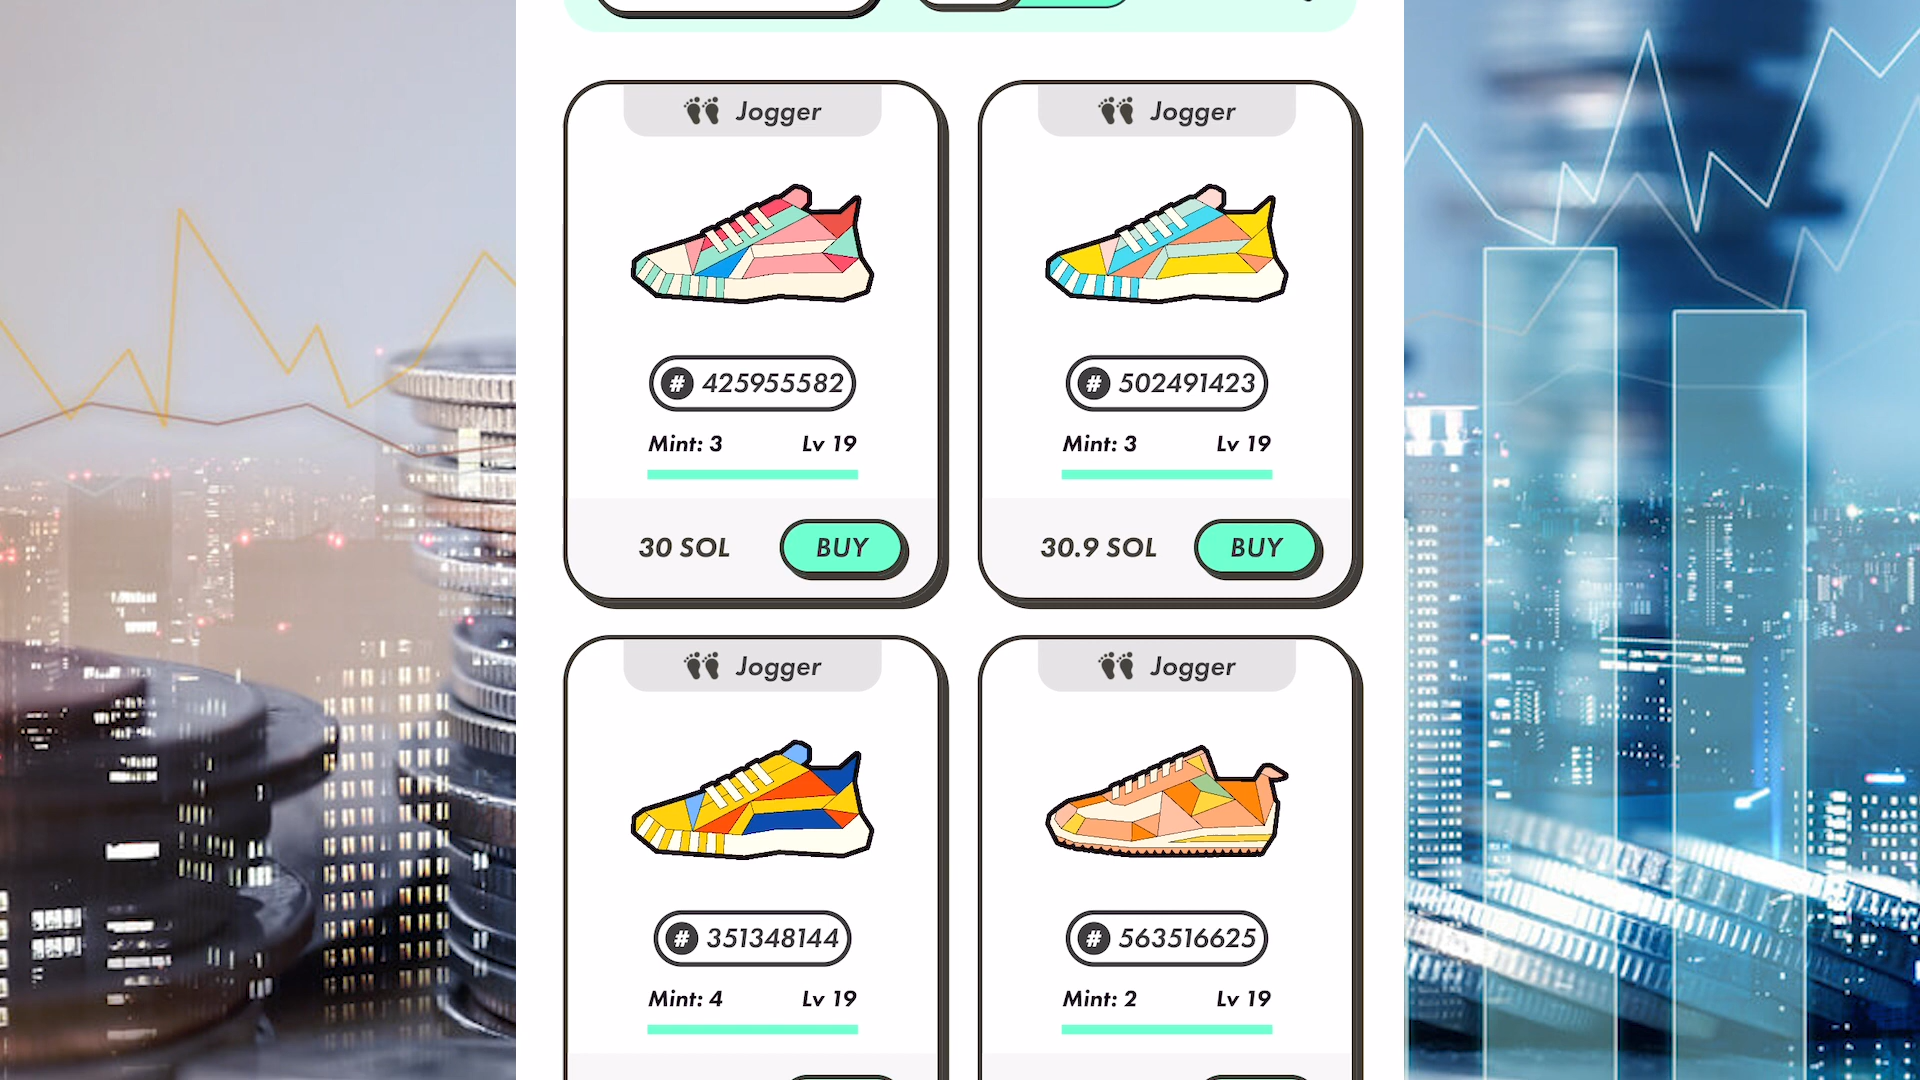 Jogger
# 425955582
Mint: 3 Lv 19
30 SOL BUY
Jogger
# 502491423
Mint: 3 Lv 19
30.9 SOL BUY
Jogger
# 351348144
Mint: 4 Lv 19
Jogger
# 563516625
Mint: 2 Lv 19